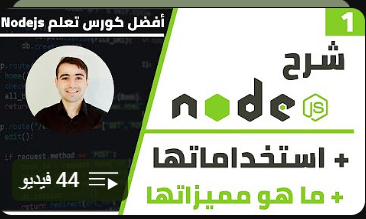 أفضل كورس تعلم Nodejs
1
شرح
node
JS
+ استخداماتها
+ ما هو مميزاتها
44 فيديو